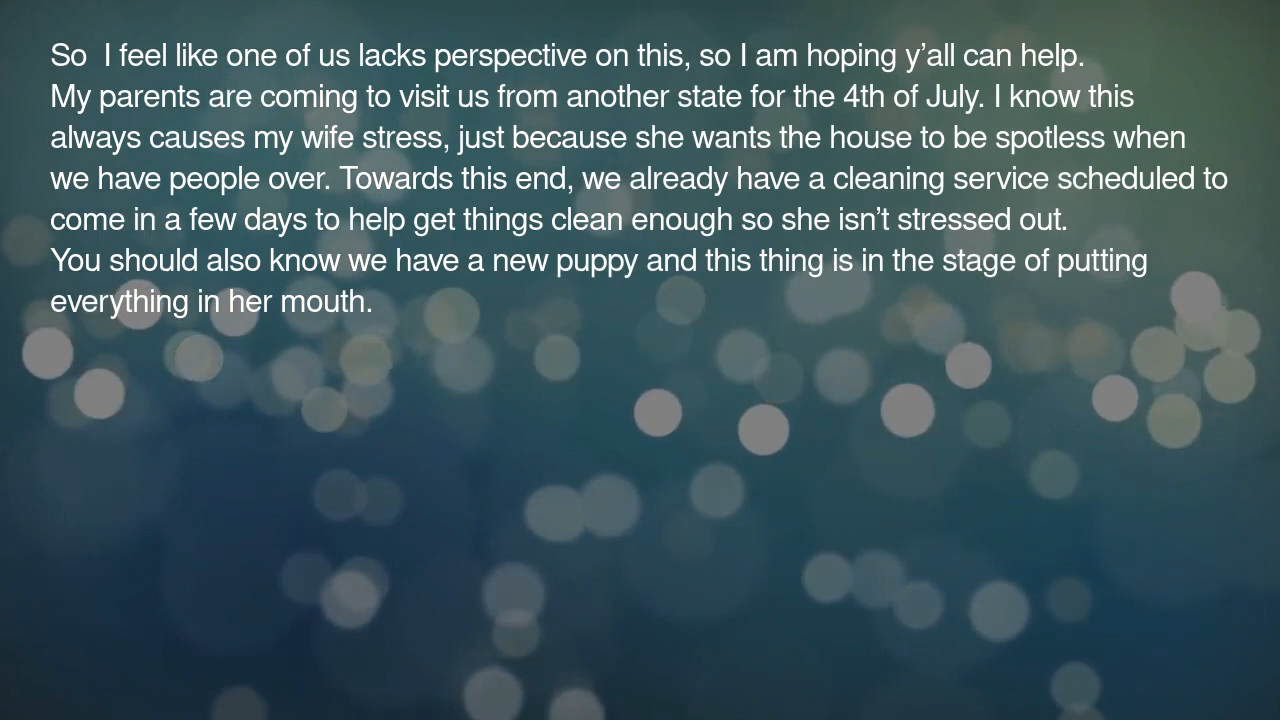 So  I feel like one of us lacks perspective on this, so I am hoping y’all can help.
My parents are coming to visit us from another state for the 4th of July. I know this
always causes my wife stress, just because she wants the house to be spotless when
we have people over. Towards this end, we already have a cleaning service scheduled to
come in a few days to help get things clean enough so she isn’t stressed out.
You should also know we have a new puppy and this thing is in the stage of putting
everything in her mouth.